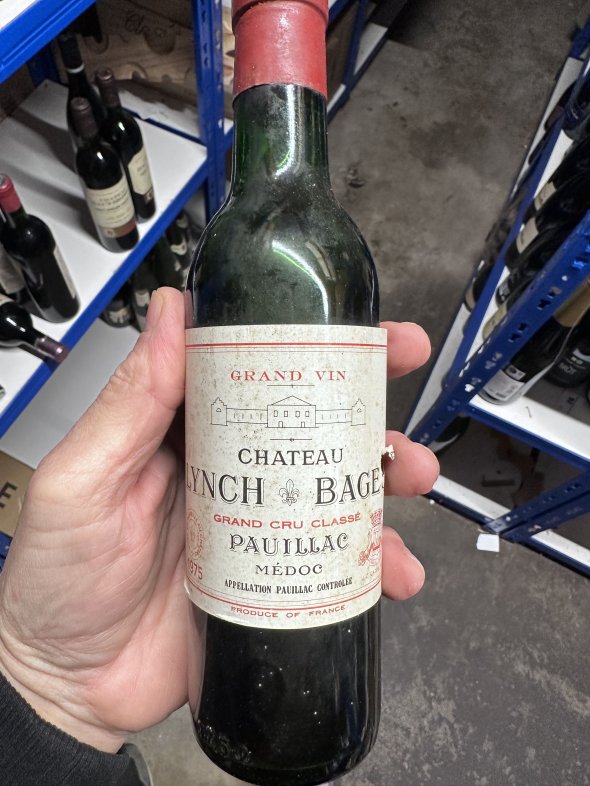 GRAND VIN
CHATEAU
LYNCH BAGES
GRAND CRU CLASSÉ
PAUILLAC
MÉDOC
APPELLATION PAUILLAC CONTROLÉE
PRODUCE OF FRANCE